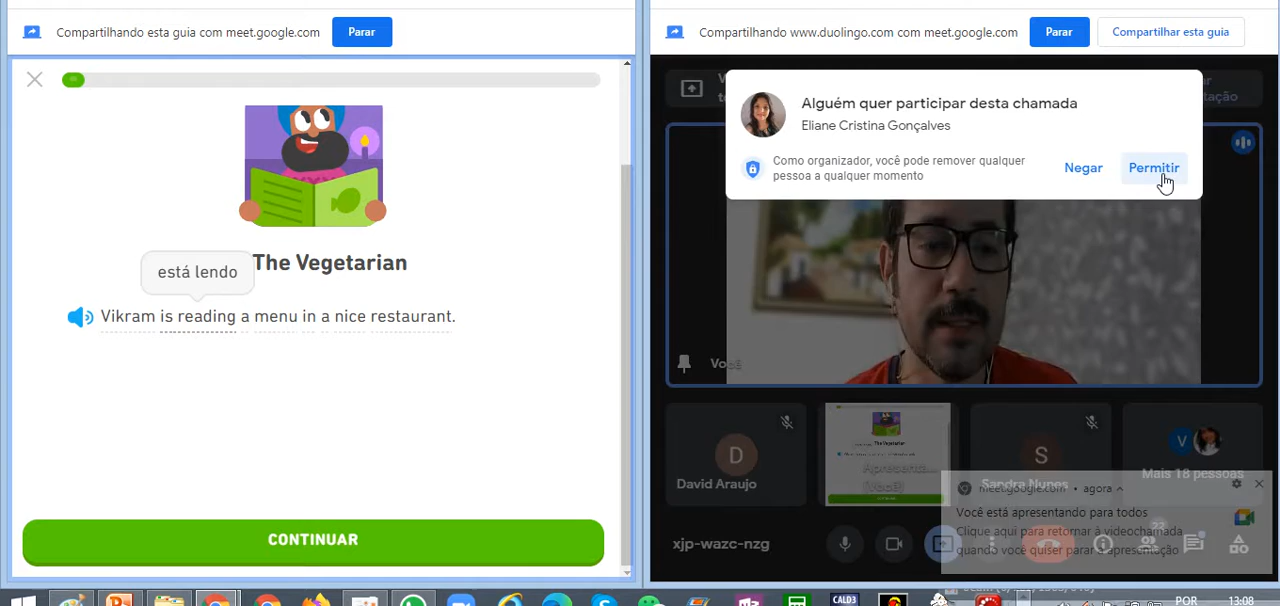 Compartilhando esta guia com meet.google.com
Parar
The Vegetarian
está lendo
Vikram is reading a menu in a nice restaurant.
CONTINUAR
Compartilhando www.duolingo.com com meet.google.com
Parar
Compartilhar esta guia
Alguém quer participar desta chamada
Eliane Cristina Gonçalves
Como organizador, você pode remover qualquer
pessoa a qualquer momento
Negar
Permitir
Você
D
David Araujo
The Vegetarian
S
Sandra Nunes
V
Mais 18 pessoas
meet.google.com • agora
Você está apresentando para todos
Clique aqui para retornar à videochamada
quando você quiser parar a apresentação
xjp-wazc-nzg
22
CALD3
POR
13:08